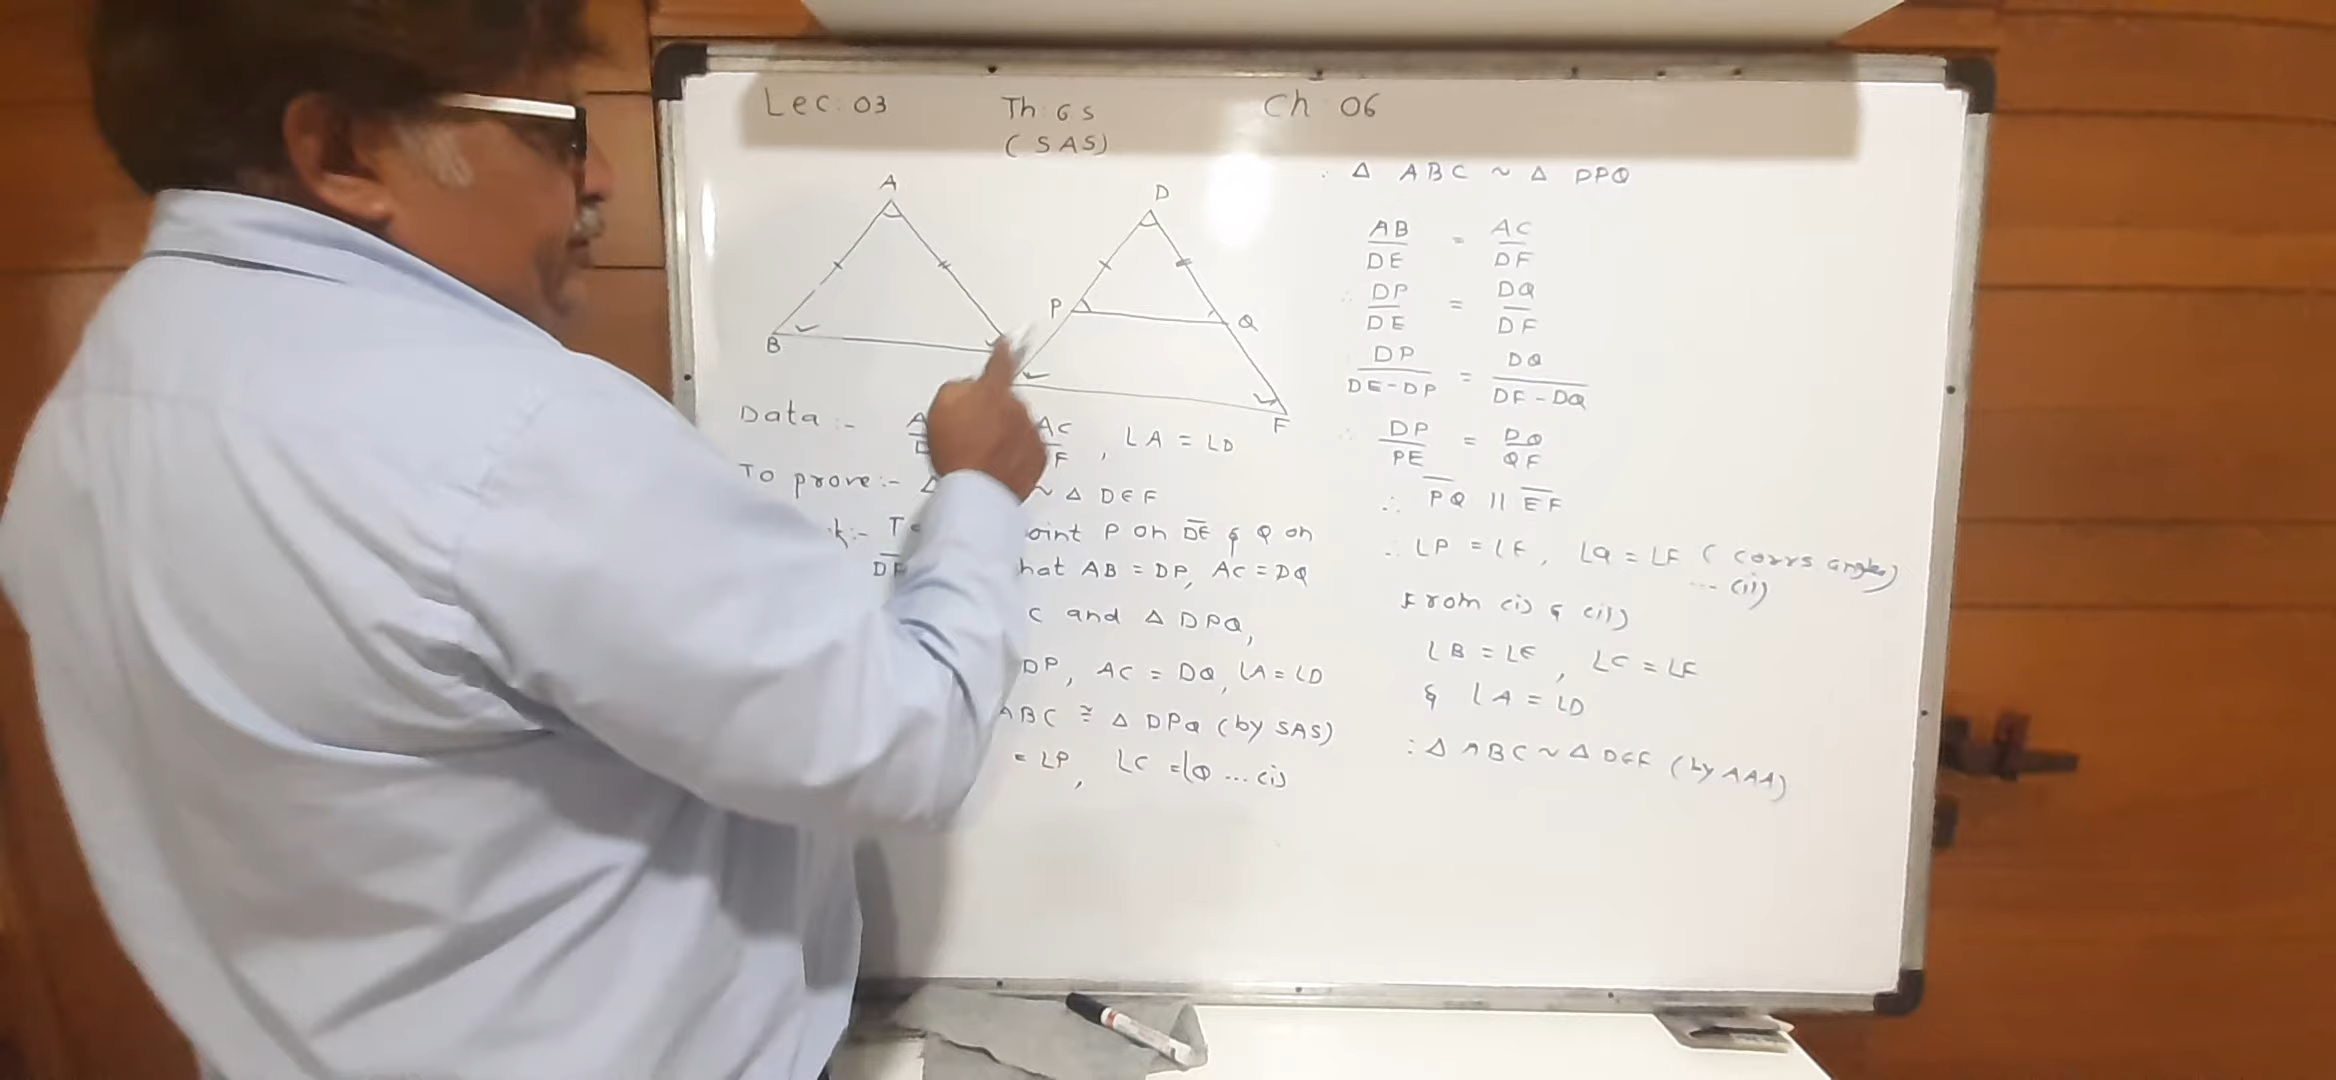 Lec: 03 Th: 6 s Ch 06
( SAS)
A
B
D
P
Q
F
Data :- AC , ∠A = ∠D
F
To prove:- △ ~ △ DEF
oint P on DE & Q on
DF hat AB = DP, AC = DQ
C and △ DPQ,
DP, AC = DQ, ∠A = ∠D
ABC ≅ △ DPQ (by SAS)
= ∠P, ∠C = ∠Q ... (i)
∴ △ ABC ~ △ DPQ
AB/DE = AC/DF
∴ DP/DE = DQ/DF
DP/DE-DP = DQ/DF-DQ
∴ DP/PE = DQ/QF
∴ PQ || EF
∴ ∠P = ∠E, ∠Q = ∠F ( corrs angles)
... (ii)
From (i) & (ii)
∠B = ∠E, ∠C = ∠F
& ∠A = ∠D
∴ △ ABC ~ △ DEF (by AAA)